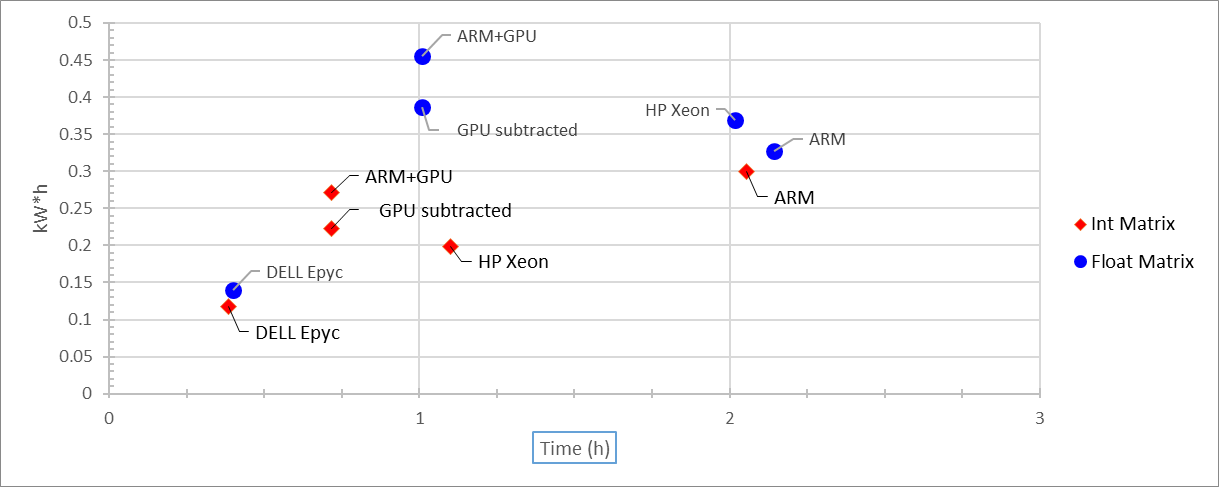 0.5
0.45
0.4
0.35
0.3
0.25
0.2
0.15
0.1
0.05
0
kW*h
ARM+GPU
GPU subtracted
HP Xeon
ARM
ARM+GPU
ARM
GPU subtracted
HP Xeon
DELL Epyc
DELL Epyc
Int Matrix
Float Matrix
0 1 2 3
Time (h)